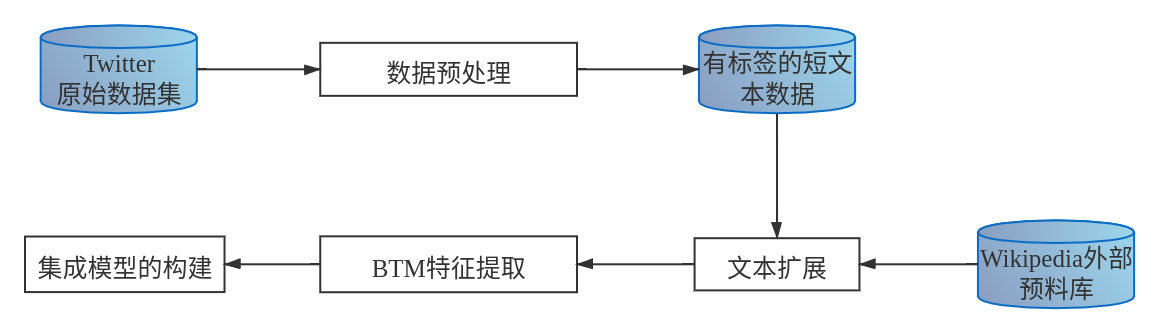 Twitter
原始数据集
数据预处理
有标签的短文
本数据
集成模型的构建
BTM特征提取
文本扩展
Wikipedia外部
预料库